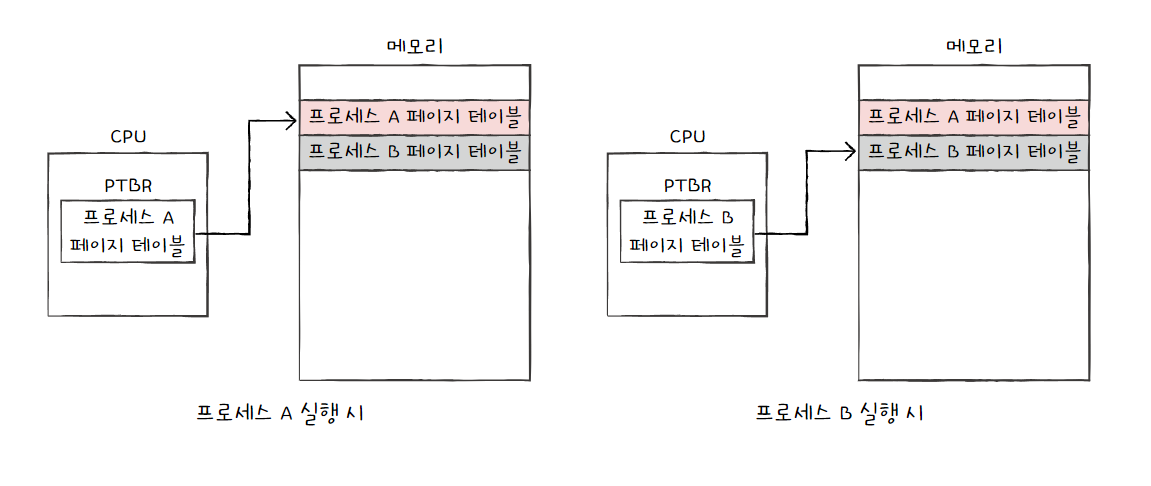 메모리
프로세스 A 페이지 테이블
프로세스 B 페이지 테이블
CPU
PTBR
프로세스 A
페이지 테이블
프로세스 A 실행 시
메모리
프로세스 A 페이지 테이블
프로세스 B 페이지 테이블
CPU
PTBR
프로세스 B
페이지 테이블
프로세스 B 실행 시